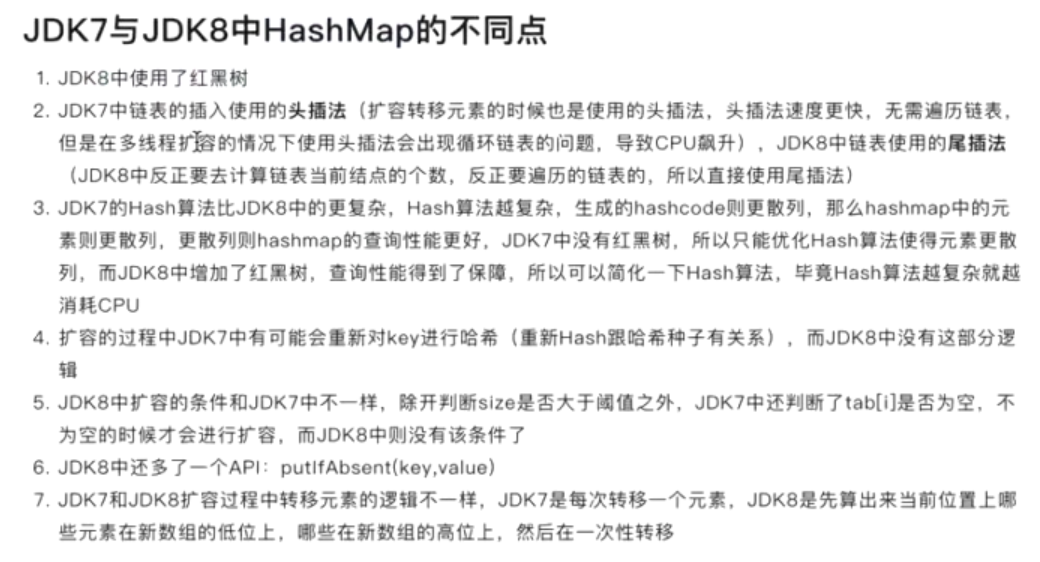 JDK7与JDK8中HashMap的不同点
1. JDK8中使用了红黑树
2. JDK7中链表的插入使用的头插法（扩容转移元素的时候也是使用的头插法，头插法速度更快，无需遍历链表，
但是在多线程扩容的情况下使用头插法会出现循环链表的问题，导致CPU飙升），JDK8中链表使用的尾插法
（JDK8中反正要去计算链表当前结点的个数，反正要遍历的链表的，所以直接使用尾插法）
3. JDK7的Hash算法比JDK8中的更复杂，Hash算法越复杂，生成的hashcode则更散列，那么hashmap中的元
素则更散列，更散列则hashmap的查询性能更好，JDK7中没有红黑树，所以只能优化Hash算法使得元素更散
列，而JDK8中增加了红黑树，查询性能得到了保障，所以可以简化一下Hash算法，毕竟Hash算法越复杂就越
消耗CPU
4. 扩容的过程中JDK7中有可能会重新对key进行哈希（重新Hash跟哈希种子有关系），而JDK8中没有这部分逻
辑
5. JDK8中扩容的条件和JDK7中不一样，除开判断size是否大于阈值之外，JDK7中还判断了tab[i]是否为空，不
为空的时候才会进行扩容，而JDK8中则没有该条件了
6. JDK8中还多了一个API：putIfAbsent(key,value)
7. JDK7和JDK8扩容过程中转移元素的逻辑不一样，JDK7是每次转移一个元素，JDK8是先算出来当前位置上哪
些元素在新数组的低位上，哪些在新数组的高位上，然后在一次性转移